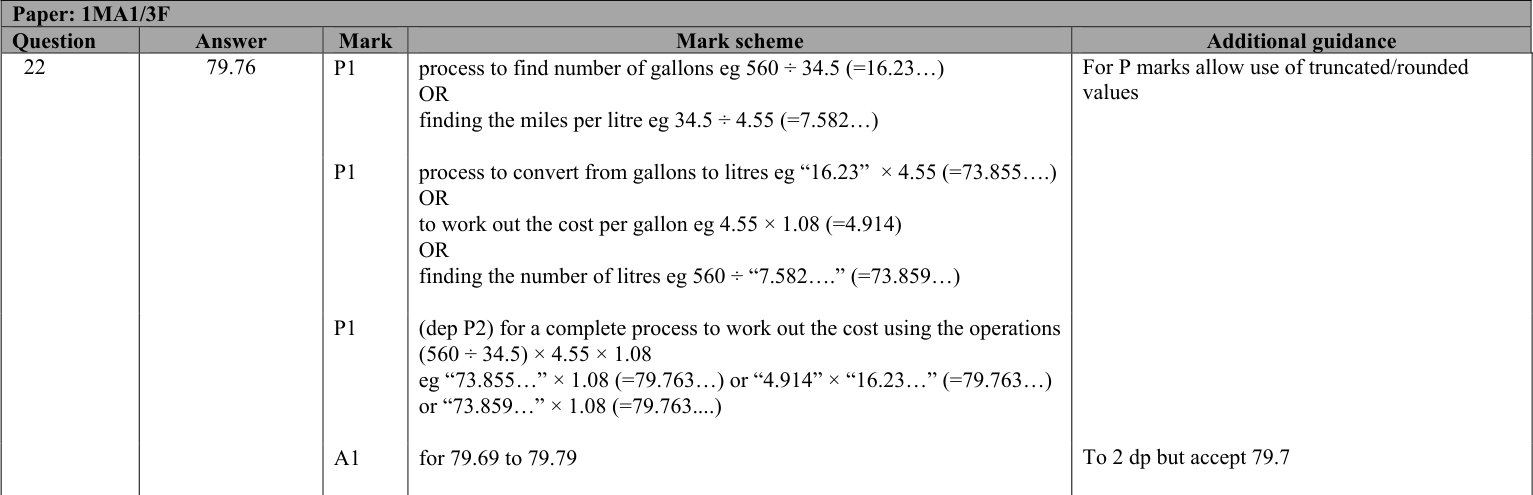 Paper: 1MA1/3F
Question Answer Mark Mark scheme Additional guidance
22 79.76 P1 process to find number of gallons eg 560 ÷ 34.5 (=16.23…) For P marks allow use of truncated/rounded
OR values
finding the miles per litre eg 34.5 ÷ 4.55 (=7.582…)
P1 process to convert from gallons to litres eg “16.23” × 4.55 (=73.855….)
OR
to work out the cost per gallon eg 4.55 × 1.08 (=4.914)
OR
finding the number of litres eg 560 ÷ “7.582….” (=73.859…)
P1 (dep P2) for a complete process to work out the cost using the operations
(560 ÷ 34.5) × 4.55 × 1.08
eg “73.855…” × 1.08 (=79.763…) or “4.914” × “16.23…” (=79.763…)
or “73.859…” × 1.08 (=79.763....)
A1 for 79.69 to 79.79 To 2 dp but accept 79.7